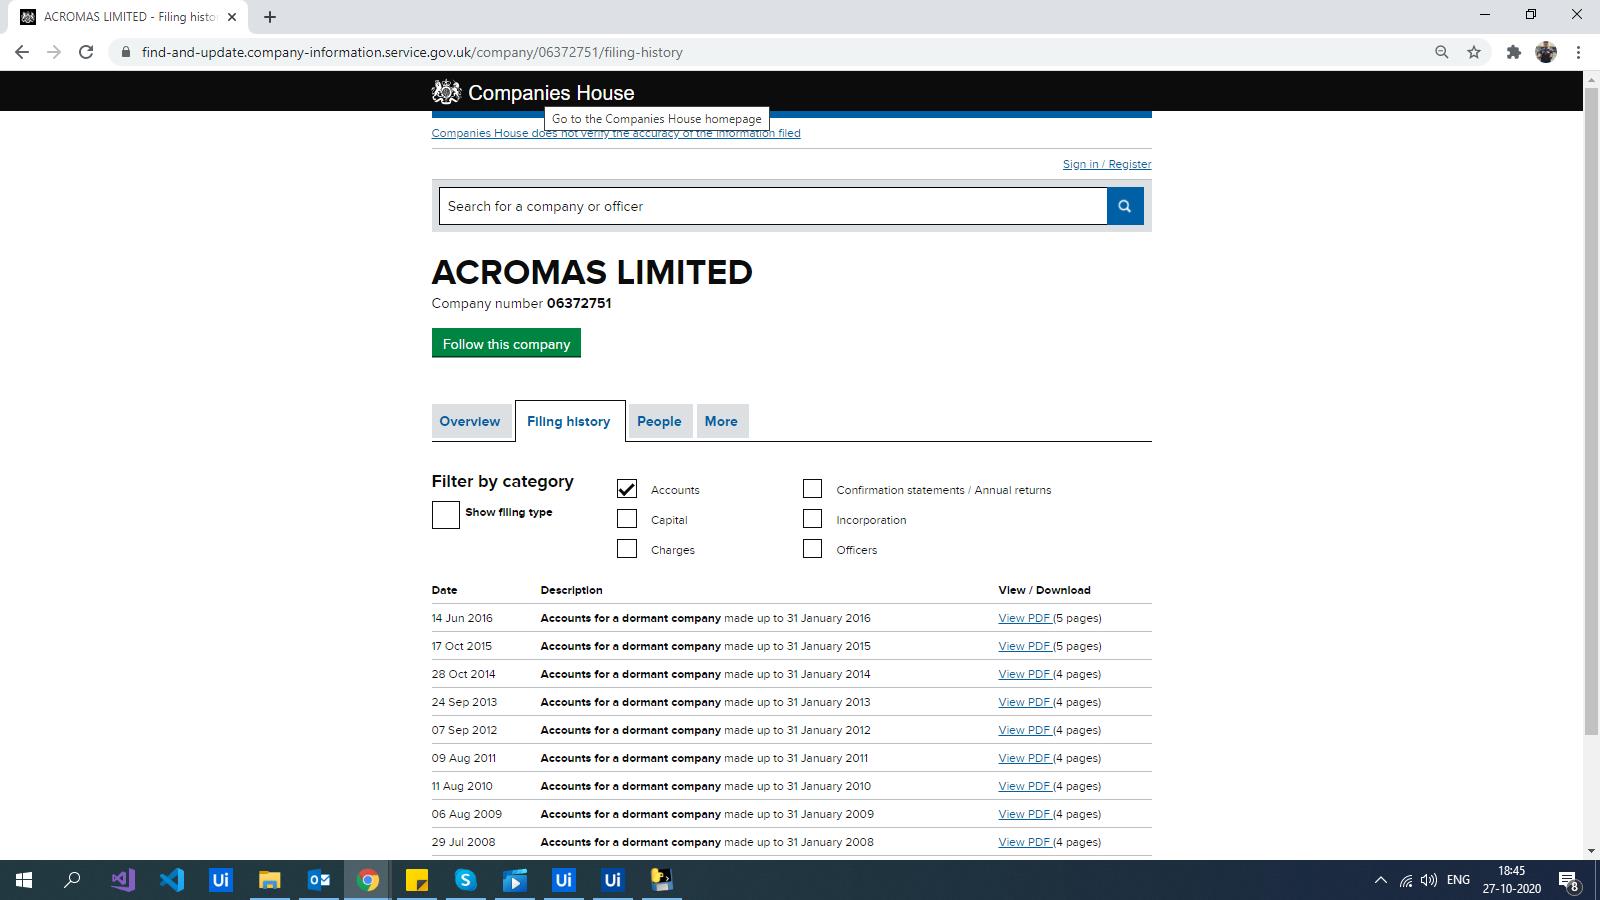 ACROMAS LIMITED - Filing histo
find-and-update.company-information.service.gov.uk/company/06372751/filing-history
Companies House
Go to the Companies House homepage
Companies House does not verify the accuracy of the information filed
Sign in / Register
Search for a company or officer
ACROMAS LIMITED
Company number 06372751
Follow this company
Overview Filing history People More
Filter by category
Show filing type
Accounts Confirmation statements / Annual returns
Capital Incorporation
Charges Officers
Date Description View / Download
14 Jun 2016 Accounts for a dormant company made up to 31 January 2016 View PDF (5 pages)
17 Oct 2015 Accounts for a dormant company made up to 31 January 2015 View PDF (5 pages)
28 Oct 2014 Accounts for a dormant company made up to 31 January 2014 View PDF (4 pages)
24 Sep 2013 Accounts for a dormant company made up to 31 January 2013 View PDF (4 pages)
07 Sep 2012 Accounts for a dormant company made up to 31 January 2012 View PDF (4 pages)
09 Aug 2011 Accounts for a dormant company made up to 31 January 2011 View PDF (4 pages)
11 Aug 2010 Accounts for a dormant company made up to 31 January 2010 View PDF (4 pages)
06 Aug 2009 Accounts for a dormant company made up to 31 January 2009 View PDF (4 pages)
29 Jul 2008 Accounts for a dormant company made up to 31 January 2008 View PDF (4 pages)
Ui Ui Ui
ENG
18:45
27-10-2020
8